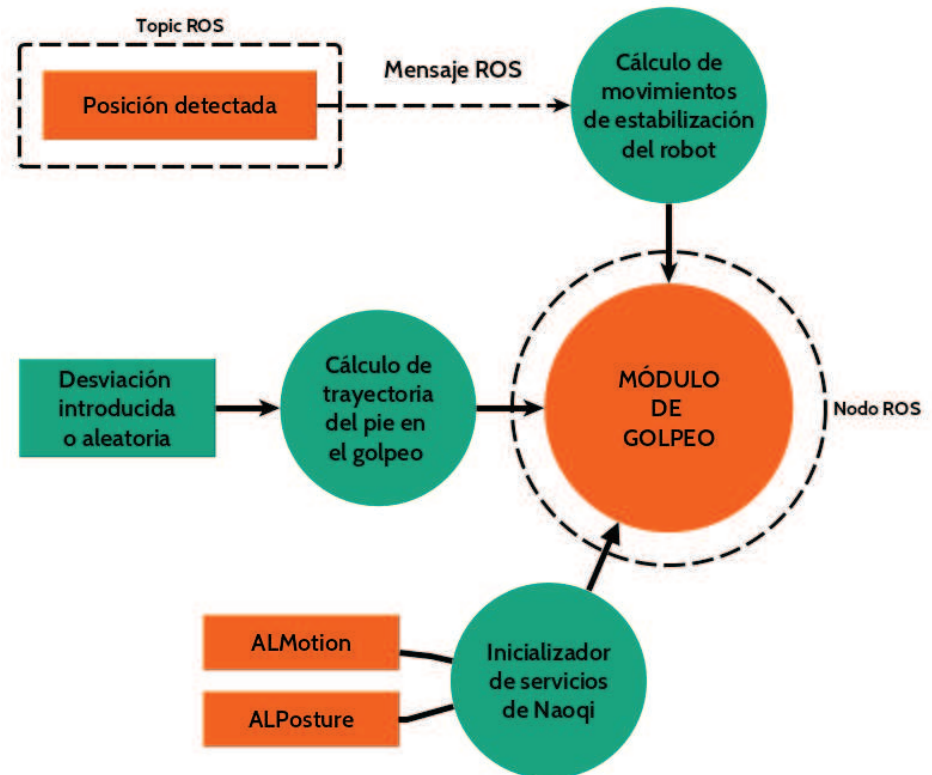 Topic ROS
Posición detectada
Mensaje ROS
Cálculo de
movimientos
de estabilización
del robot
Desviación
introducida
o aleatoria
Cálculo de
trayectoria
del pie en
el golpeo
MÓDULO
DE
GOLPEO
Nodo ROS
ALMotion
ALPosture
Inicializador
de servicios
de Naoqi